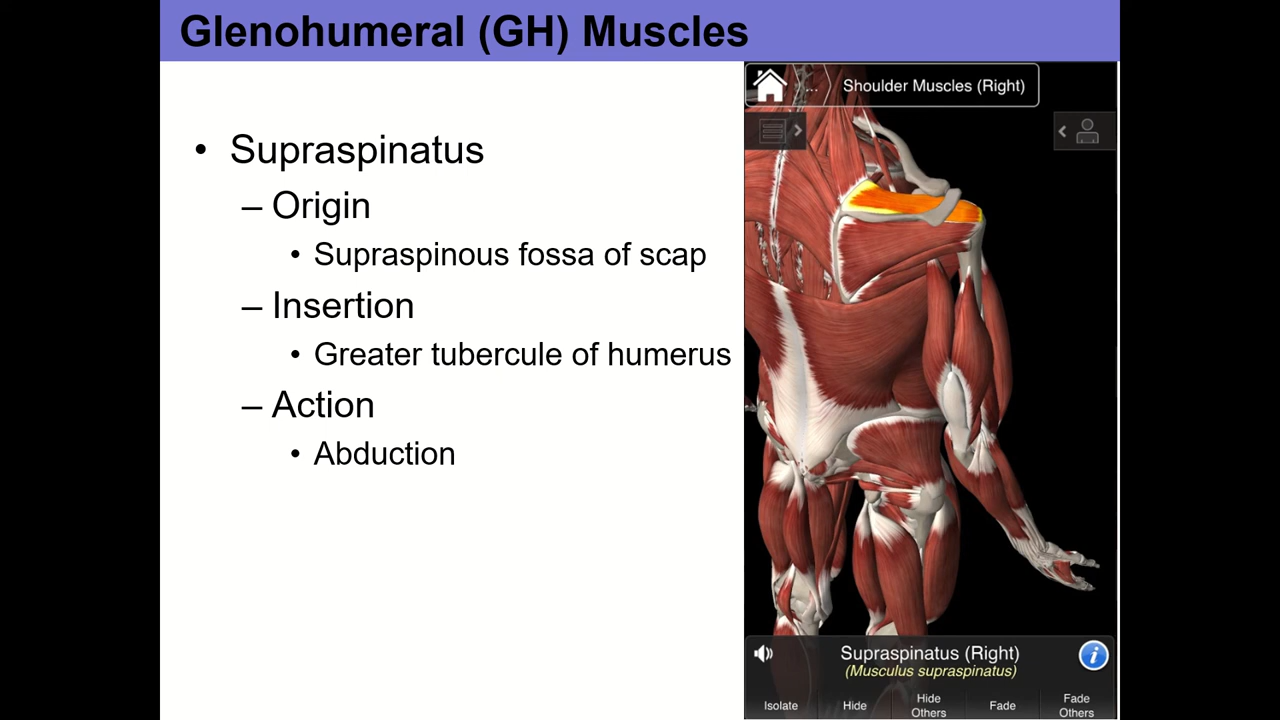 Glenohumeral (GH) Muscles
• Supraspinatus
– Origin
• Supraspinous fossa of scap
– Insertion
• Greater tubercule of humerus
– Action
• Abduction
... Shoulder Muscles (Right)
Supraspinatus (Right)
(Musculus supraspinatus)
Isolate
Hide
Hide
Others
Fade
Fade
Others